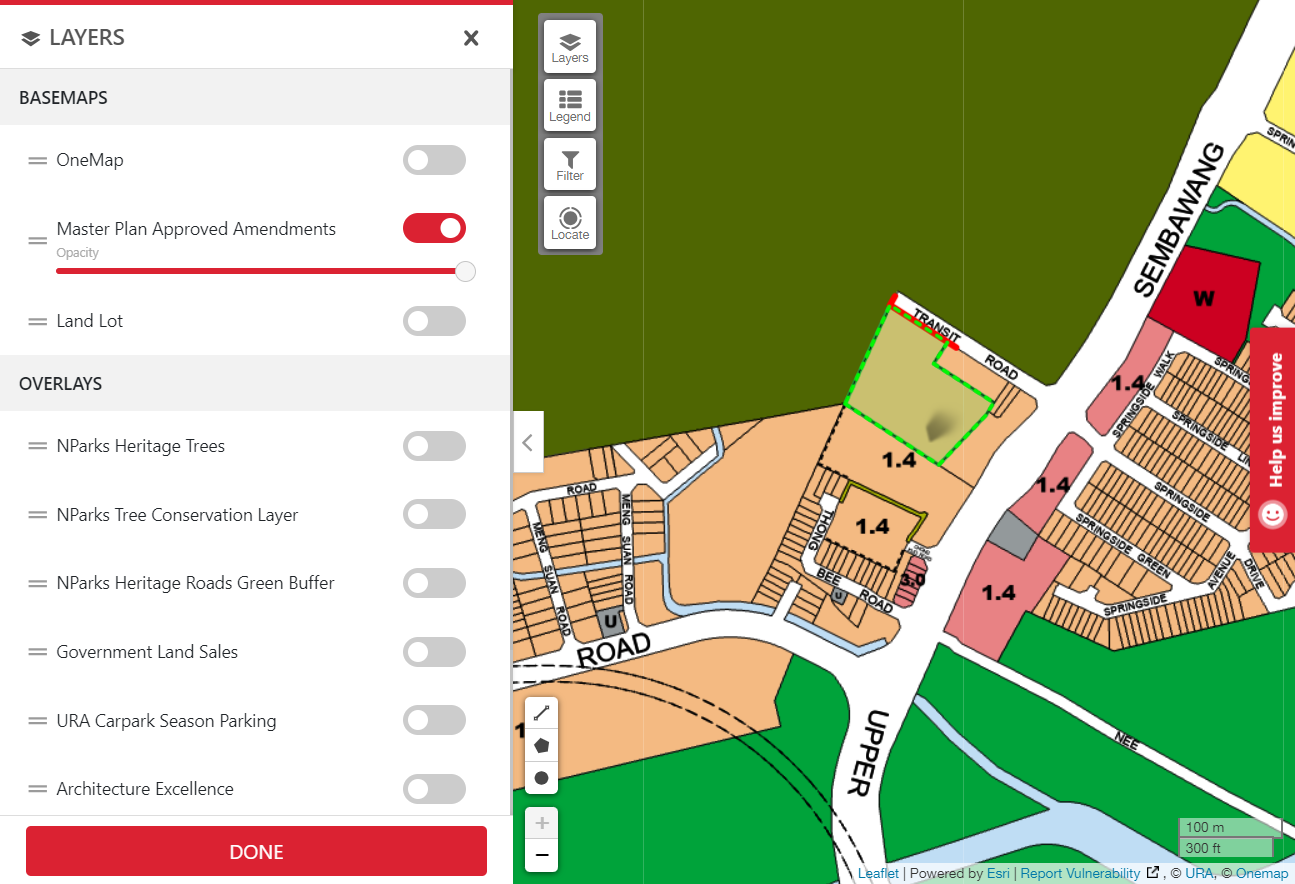 LAYERS
BASEMAPS
OneMap
Master Plan Approved Amendments
Opacity
Land Lot
OVERLAYS
NParks Heritage Trees
NParks Tree Conservation Layer
NParks Heritage Roads Green Buffer
Government Land Sales
URA Carpark Season Parking
Architecture Excellence
DONE
Layers
Legend
Filter
Locate
SPRIN
SEMBAWANG
W
TRANSIT
ROAD
1.4
SPRINGSIDE WALK
SPRINGS
SPRINGSIDE LIN
1.4
1.4
SPRINGSIDE
ROAD
MENG SUAN ROAD
MENG SUAN ROAD
THONG
BEE
ROAD
1.4
3.0
U
U
SPRINGSIDE GREEN
AVENUE
DRIVE
SPRINGSIDE
1.4
ROAD
1
UPPER
NEE
Help us improve
100 m
300 ft
Leaflet | Powered by Esri | Report Vulnerability , © URA, © Onemap